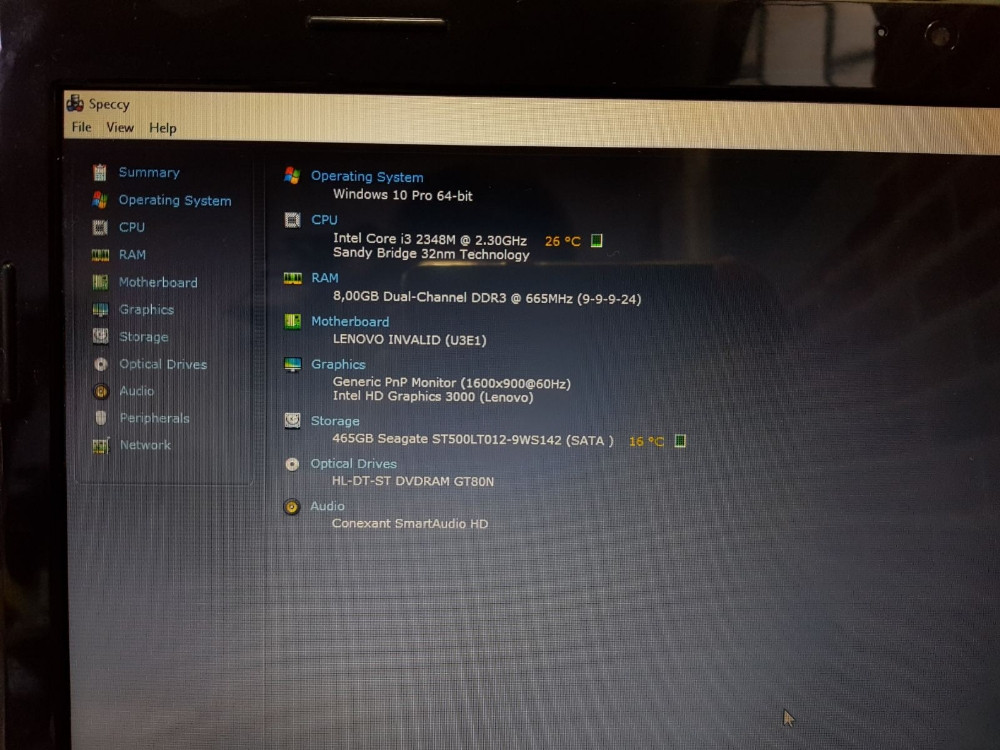 Speccy
File View Help
Summary
Operating System
CPU
RAM
Motherboard
Graphics
Storage
Optical Drives
Audio
Peripherals
Network
Operating System
Windows 10 Pro 64-bit
CPU
Intel Core i3 2348M @ 2.30GHz 26 °C
Sandy Bridge 32nm Technology
RAM
8,00GB Dual-Channel DDR3 @ 665MHz (9-9-9-24)
Motherboard
LENOVO INVALID (U3E1)
Graphics
Generic PnP Monitor (1600x900@60Hz)
Intel HD Graphics 3000 (Lenovo)
Storage
465GB Seagate ST500LT012-9WS142 (SATA ) 16 °C
Optical Drives
HL-DT-ST DVDRAM GT80N
Audio
Conexant SmartAudio HD